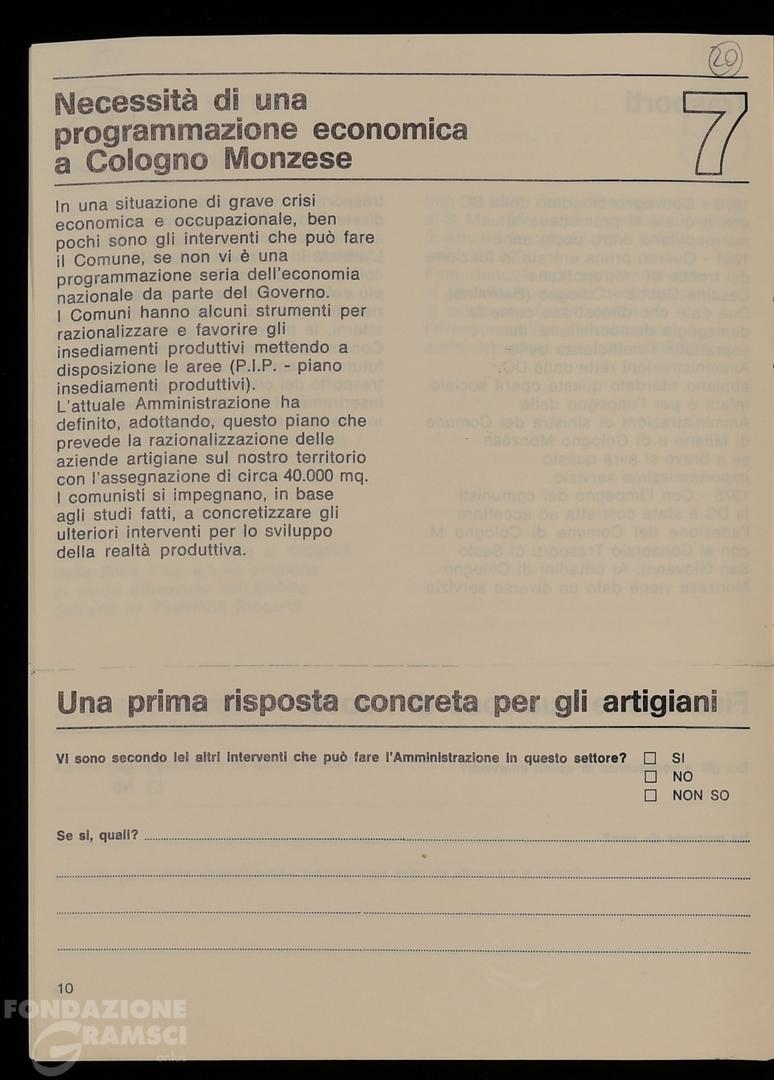 20
Necessità di una
programmazione economica
a Cologno Monzese
7
In una situazione di grave crisi
economica e occupazionale, ben
pochi sono gli interventi che può fare
il Comune, se non vi è una
programmazione seria dell'economia
nazionale da parte del Governo.
I Comuni hanno alcuni strumenti per
razionalizzare e favorire gli
insediamenti produttivi mettendo a
disposizione le aree (P.I.P. - piano
insediamenti produttivi).
L'attuale Amministrazione ha
definito, adottando, questo piano che
prevede la razionalizzazione delle
aziende artigiane sul nostro territorio
con l'assegnazione di circa 40.000 mq.
I comunisti si impegnano, in base
agli studi fatti, a concretizzare gli
ulteriori interventi per lo sviluppo
della realtà produttiva.
Una prima risposta concreta per gli artigiani
Vi sono secondo lei altri interventi che può fare l'Amministrazione in questo settore? ☐ SI
☐ NO
☐ NON SO
Se si, quali?
10
FONDAZIONE
GRAMSCI
onlus